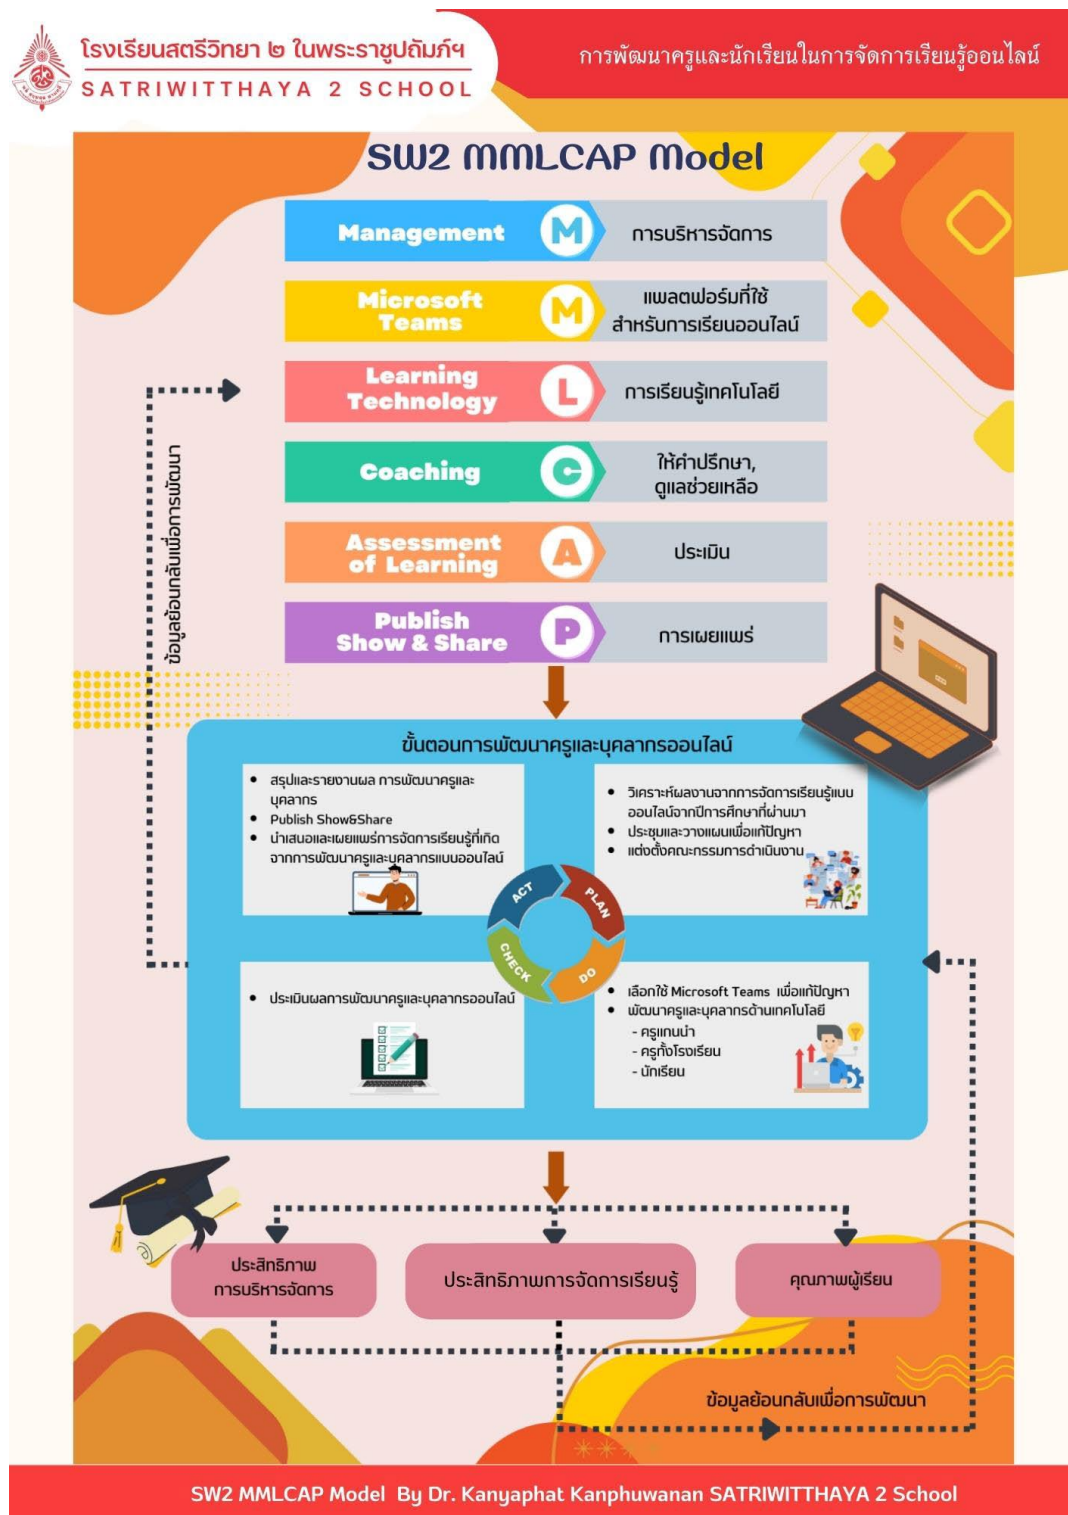 โรงเรียนสตรีวิทยา ๒ ในพระราชูปถัมภ์ฯ
SATRIWITTHAYA 2 SCHOOL
การพัฒนาครูและนักเรียนในการจัดการเรียนรู้ออนไลน์
SW2 MMLCAP Model
Management
M
การบริหารจัดการ
Microsoft
Teams
M
แพลตฟอร์มที่ใช้
สำหรับการเรียนออนไลน์
Learning
Technology
L
การเรียนรู้เทคโนโลยี
Coaching
C
ให้คำปรึกษา,
ดูแลช่วยเหลือ
Assessment
of Learning
A
ประเมิน
Publish
Show & Share
P
การเผยแพร่
ข้อมูลย้อนกลับเพื่อการพัฒนา
ขั้นตอนการพัฒนาครูและบุคลากรออนไลน์
• สรุปและรายงานผล การพัฒนาครูและ
บุคลากร
• Publish Show&Share
• นำเสนอและเผยแพร่การจัดการเรียนรู้ที่เกิด
จากการพัฒนาครูและบุคลากรแบบออนไลน์
• วิเคราะห์ผลงานจากการจัดการเรียนรู้แบบ
ออนไลน์จากปีการศึกษาที่ผ่านมา
• ประชุมและวางแผนเพื่อแก้ปัญหา
• แต่งตั้งคณะกรรมการดำเนินงาน
ACT
PLAN
CHECK
DO
• ประเมินผลการพัฒนาครูและบุคลากรออนไลน์
• เลือกใช้ Microsoft Teams เพื่อแก้ปัญหา
• พัฒนาครูและบุคลากรด้านเทคโนโลยี
- ครูแกนนำ
- ครูทั้งโรงเรียน
- นักเรียน
ประสิทธิภาพ
การบริหารจัดการ
ประสิทธิภาพการจัดการเรียนรู้
คุณภาพผู้เรียน
ข้อมูลย้อนกลับเพื่อการพัฒนา
SW2 MMLCAP Model By Dr. Kanyaphat Kanphuwanan SATRIWITTHAYA 2 School